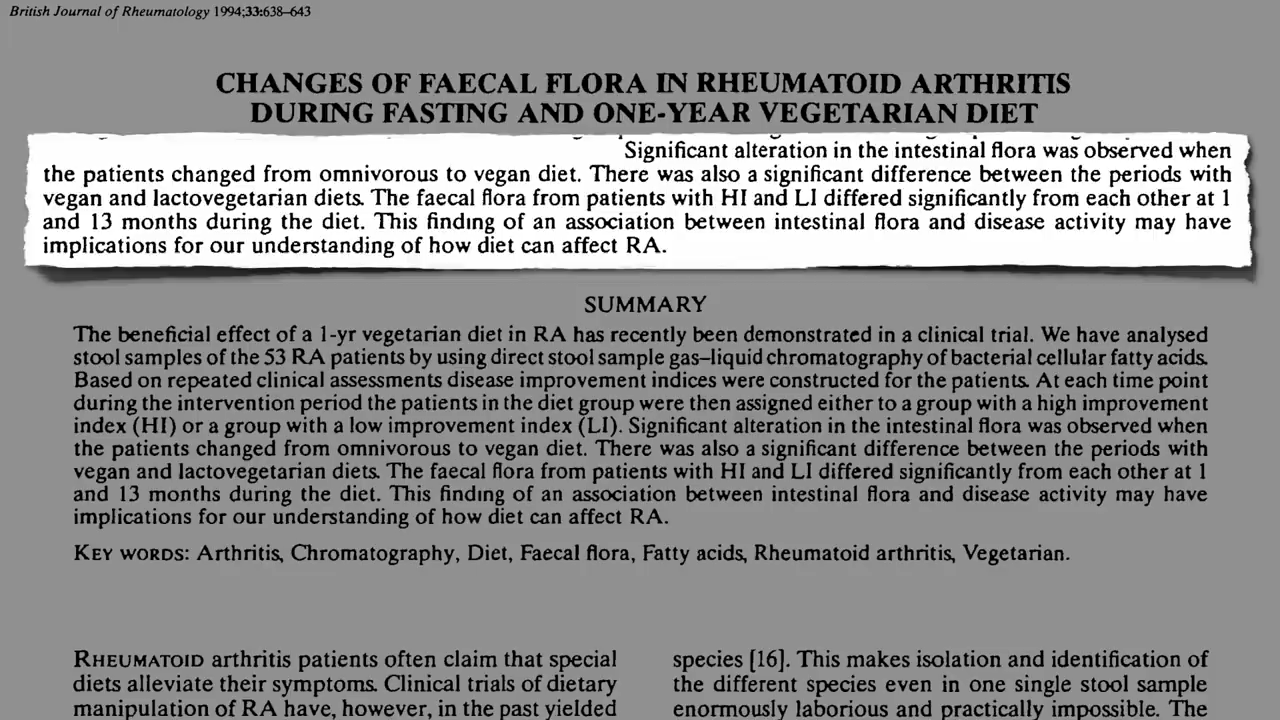 British Journal of Rheumatology 1994;33:638–643
CHANGES OF FAECAL FLORA IN RHEUMATOID ARTHRITIS
DURING FASTING AND ONE-YEAR VEGETARIAN DIET
Significant alteration in the intestinal flora was observed when
the patients changed from omnivorous to vegan diet. There was also a significant difference between the periods with
vegan and lactovegetarian diets. The faecal flora from patients with HI and LI differed significantly from each other at 1
and 13 months during the diet. This finding of an association between intestinal flora and disease activity may have
implications for our understanding of how diet can affect RA.
SUMMARY
The beneficial effect of a 1-yr vegetarian diet in RA has recently been demonstrated in a clinical trial. We have analysed
stool samples of the 53 RA patients by using direct stool sample gas–liquid chromatography of bacterial cellular fatty acids.
Based on repeated clinical assessments disease improvement indices were constructed for the patients. At each time point
during the intervention period the patients in the diet group were then assigned either to a group with a high improvement
index (HI) or a group with a low improvement index (LI). Significant alteration in the intestinal flora was observed when
the patients changed from omnivorous to vegan diet. There was also a significant difference between the periods with
vegan and lactovegetarian diets. The faecal flora from patients with HI and LI differed significantly from each other at 1
and 13 months during the diet. This finding of an association between intestinal flora and disease activity may have
implications for our understanding of how diet can affect RA.
KEY WORDS: Arthritis, Chromatography, Diet, Faecal flora, Fatty acids, Rheumatoid arthritis, Vegetarian.
RHEUMATOID arthritis patients often claim that special
diets alleviate their symptoms. Clinical trials of dietary
manipulation of RA have, however, in the past yielded
species [16]. This makes isolation and identification of
the different species even in one single stool sample
enormously laborious and practically impossible. The